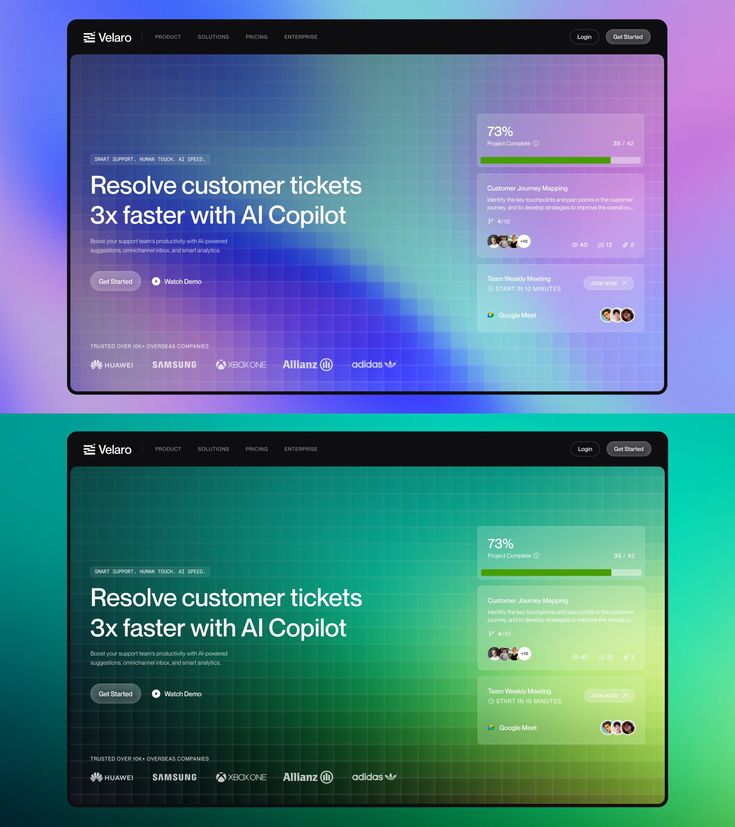 Velaro
PRODUCT
SOLUTIONS
PRICING
ENTERPRISE
Login
Get Started
SMART SUPPORT. HUMAN TOUCH. AI SPEED.
Resolve customer tickets
3x faster with AI Copilot
Boost your support team's productivity with AI-powered
suggestions, omnichannel inbox, and smart analytics.
Get Started
Watch Demo
TRUSTED OVER 10K+ OVERSEAS COMPANIES
HUAWEI
SAMSUNG
XBOX ONE
Allianz
adidas
73%
Project Complete
35 / 42
Customer Journey Mapping
Identify the key touchpoints and pain points in the customer
journey, and to develop strategies to improve the overall cu...
4/10
+10
40
12
2
Team Weekly Meeting
JOIN NOW
START IN 10 MINUTES
Google Meet
Velaro
PRODUCT
SOLUTIONS
PRICING
ENTERPRISE
Login
Get Started
SMART SUPPORT. HUMAN TOUCH. AI SPEED.
Resolve customer tickets
3x faster with AI Copilot
Boost your support team's productivity with AI-powered
suggestions, omnichannel inbox, and smart analytics.
Get Started
Watch Demo
TRUSTED OVER 10K+ OVERSEAS COMPANIES
HUAWEI
SAMSUNG
XBOX ONE
Allianz
adidas
73%
Project Complete
35 / 42
Customer Journey Mapping
Identify the key touchpoints and pain points in the customer
journey, and to develop strategies to improve the overall cu...
4/10
+10
40
12
2
Team Weekly Meeting
JOIN NOW
START IN 10 MINUTES
Google Meet